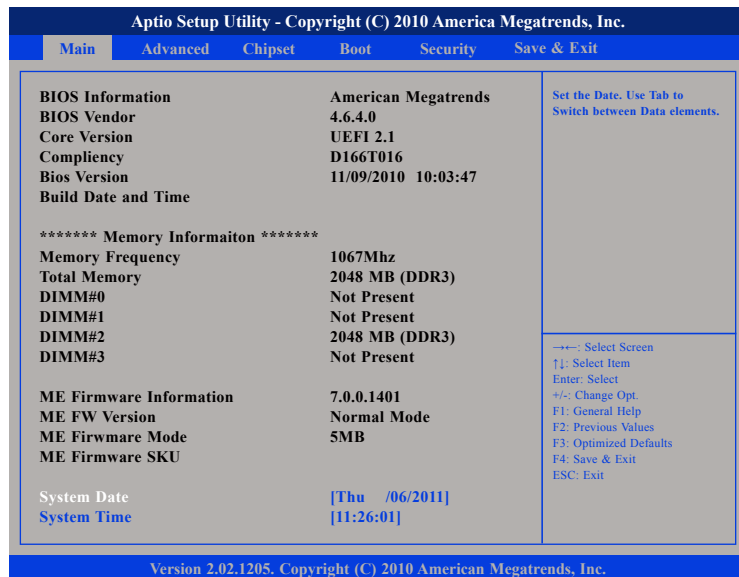 Aptio Setup Utility - Copyright (C) 2010 America Megatrends, Inc.
Main Advanced Chipset Boot Security Save & Exit
BIOS Information American Megatrends
BIOS Vendor 4.6.4.0
Core Version UEFI 2.1
Compliency D166T016
Bios Version 11/09/2010 10:03:47
Build Date and Time
******* Memory Informaiton *******
Memory Frequency 1067Mhz
Total Memory 2048 MB (DDR3)
DIMM#0 Not Present
DIMM#1 Not Present
DIMM#2 2048 MB (DDR3)
DIMM#3 Not Present
ME Firmware Information 7.0.0.1401
ME FW Version Normal Mode
ME Firwmare Mode 5MB
ME Firmware SKU
System Date [Thu /06/2011]
System Time [11:26:01]
Set the Date. Use Tab to
Switch between Data elements.
→←: Select Screen
↑↓: Select Item
Enter: Select
+/-: Change Opt.
F1: General Help
F2: Previous Values
F3: Optimized Defaults
F4: Save & Exit
ESC: Exit
Version 2.02.1205. Copyright (C) 2010 American Megatrends, Inc.